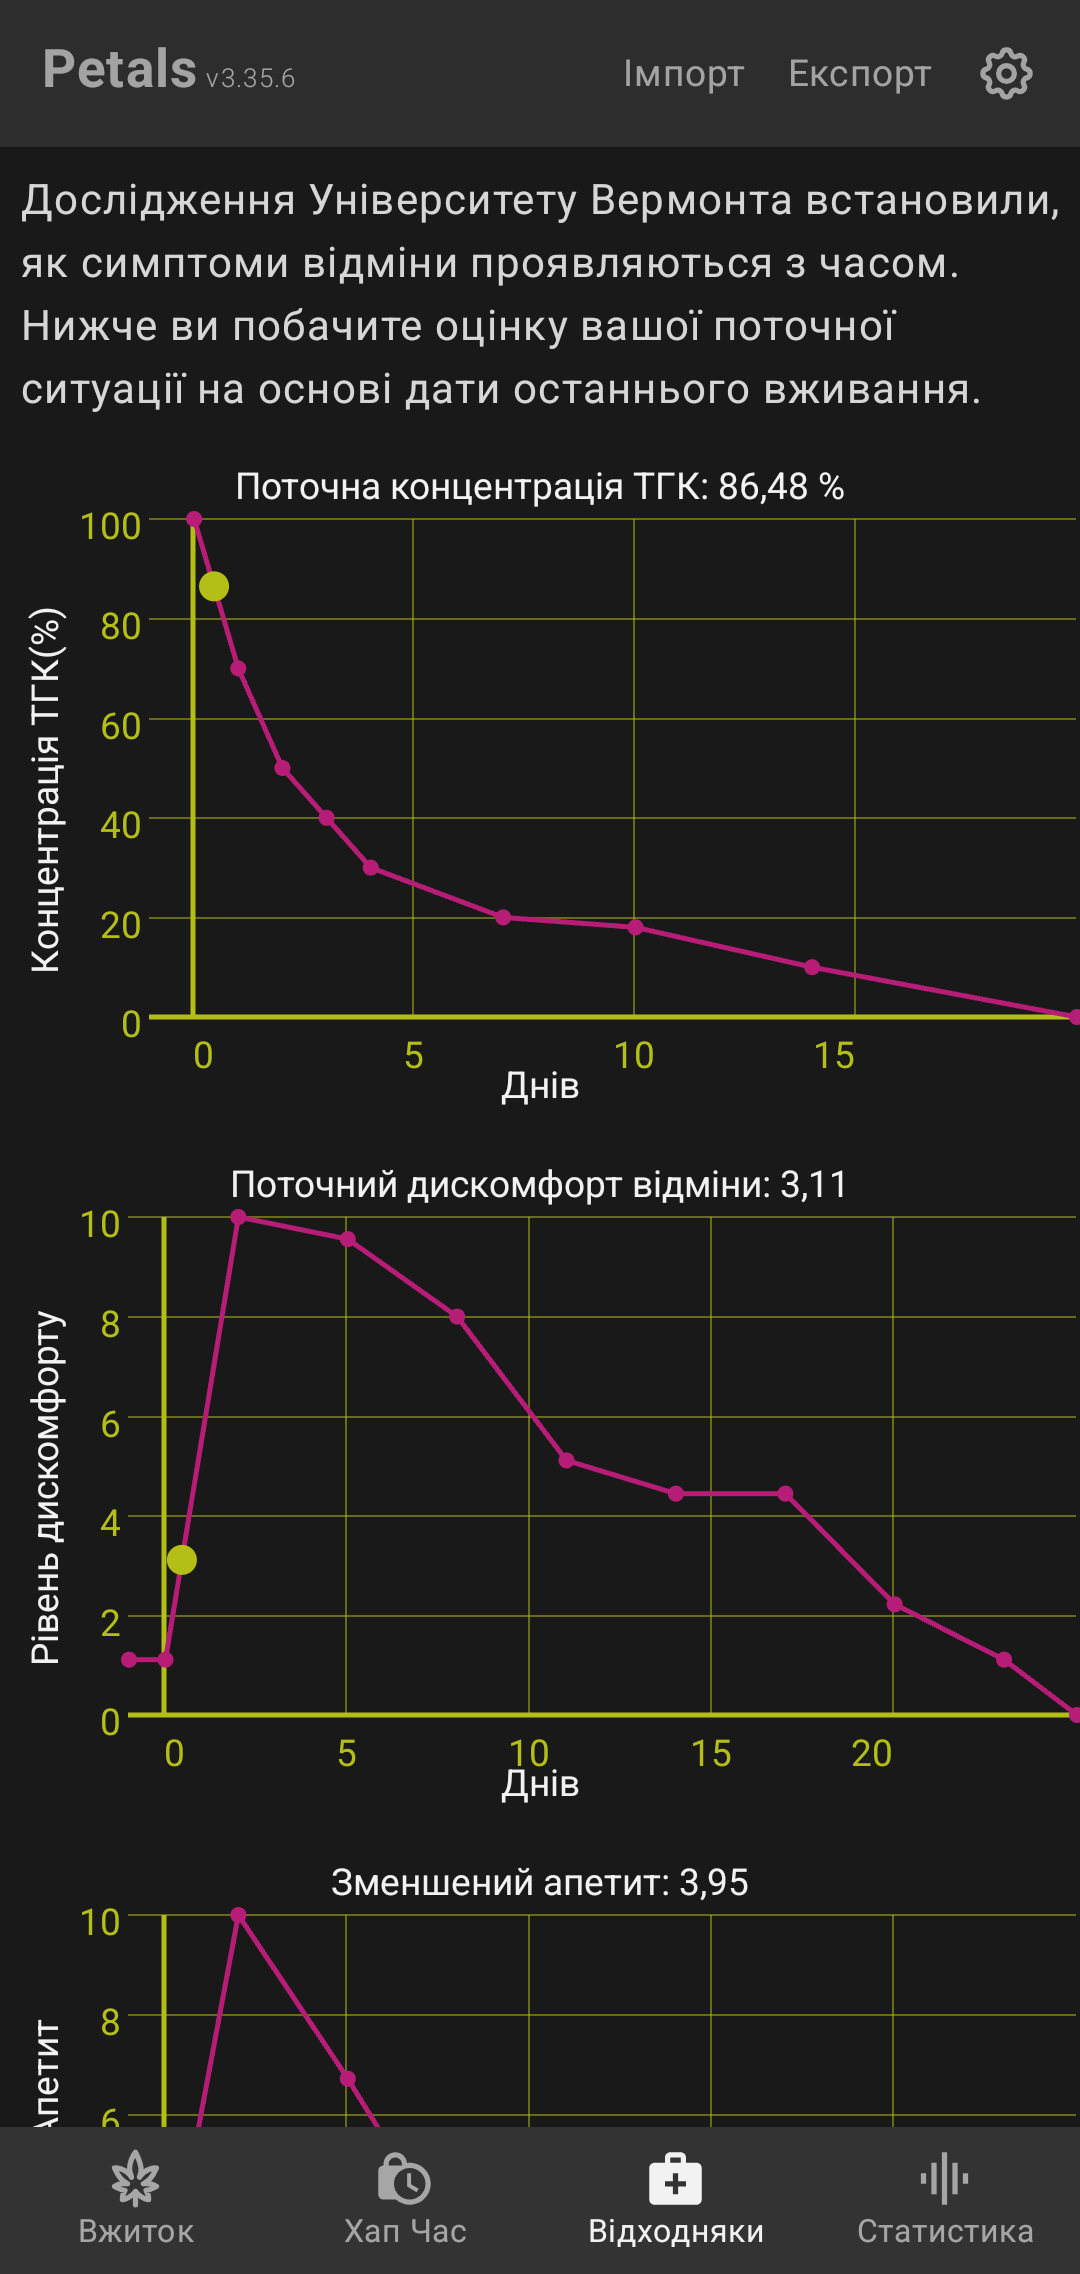 Petals v3.35.6
Імпорт
Експорт
Дослідження Університету Вермонта встановили,
як симптоми відміни проявляються з часом.
Нижче ви побачите оцінку вашої поточної
ситуації на основі дати останнього вживання.
Поточна концентрація ТГК: 86,48 %
Концентрація ТГК(%)
100
80
60
40
20
0
0 5 10 15
Днів
Поточний дискомфорт відміни: 3,11
Рівень дискомфорту
10
8
6
4
2
0
0 5 10 15 20
Днів
Зменшений апетит: 3,95
Апетит
10
8
6
Вжиток
Хап Час
Відходняки
Статистика